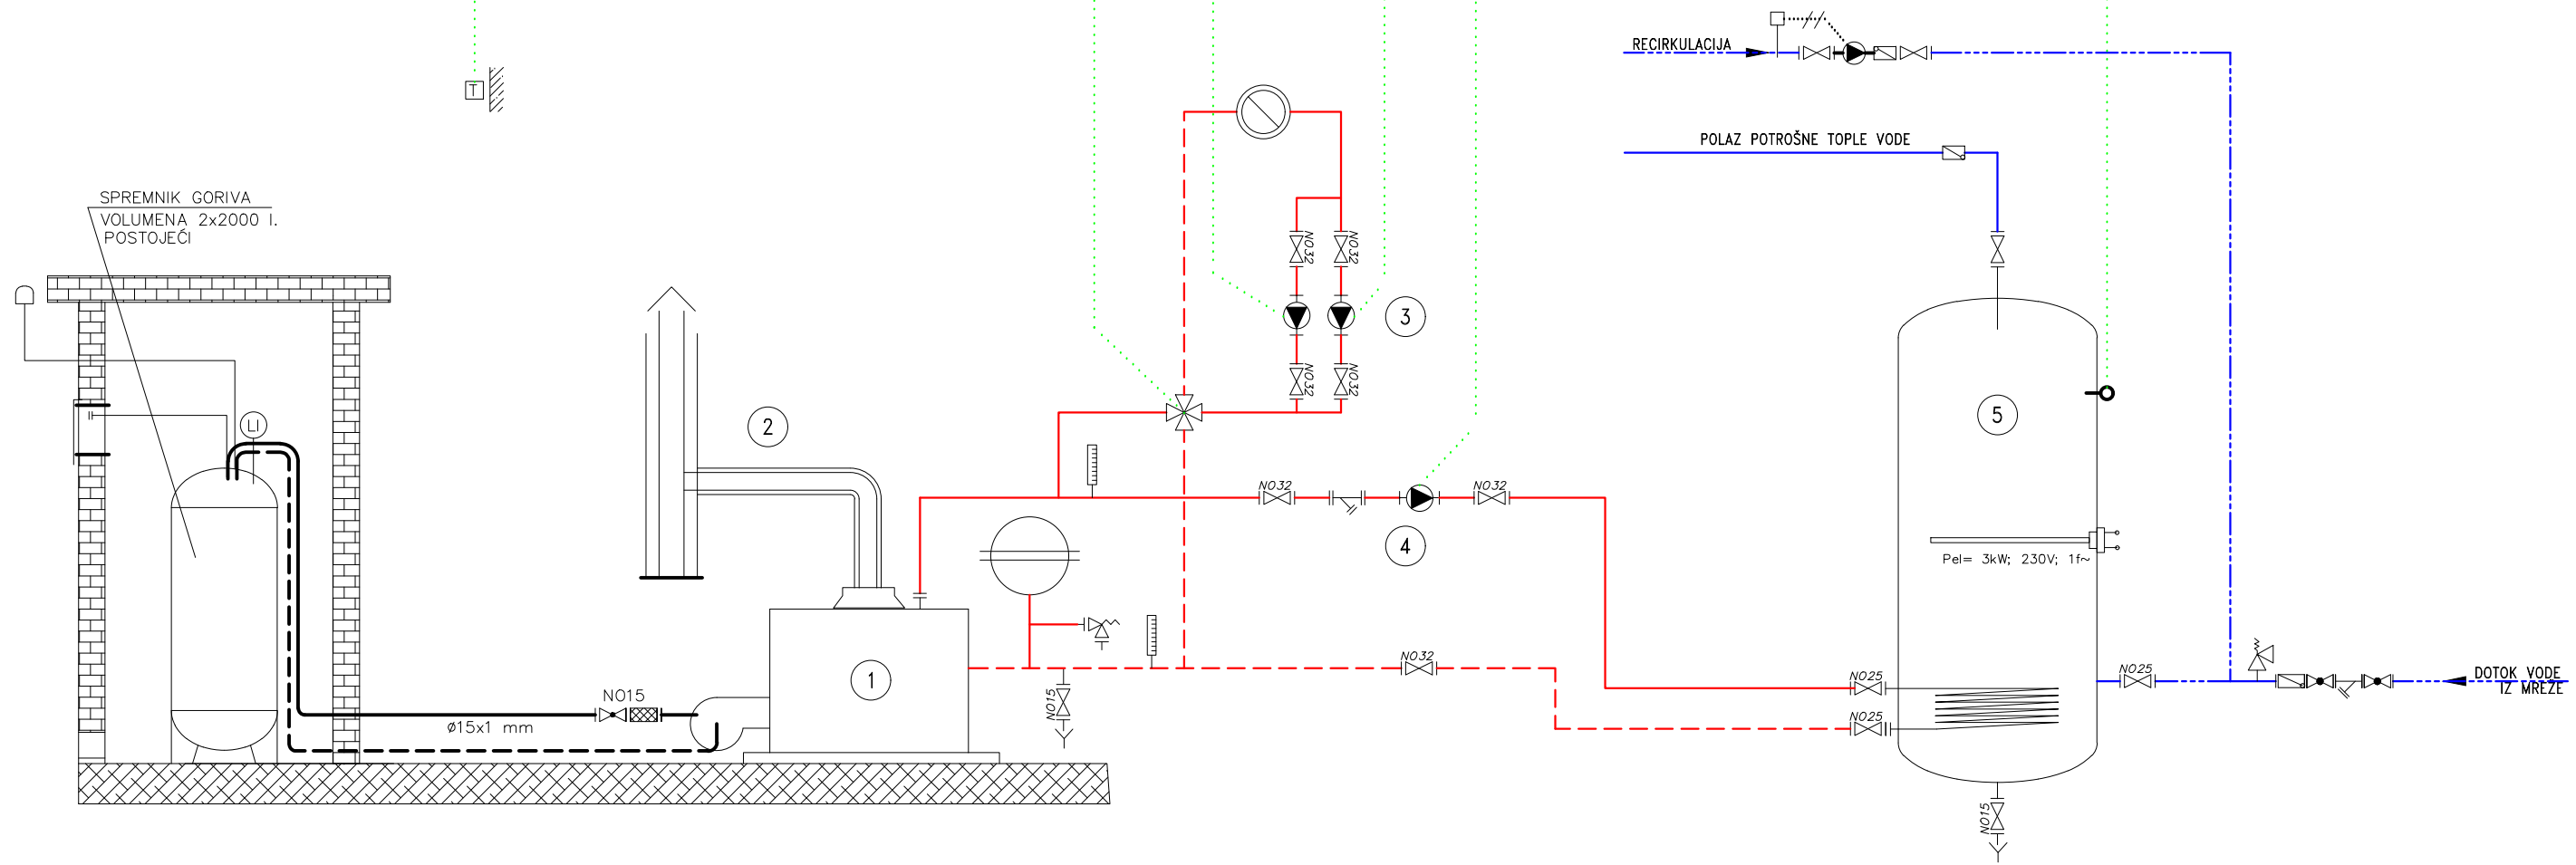 RECIRKULACIJA
T
POLAZ POTROŠNE TOPLE VODE
SPREMNIK GORIVA
VOLUMENA 2x2000 l.
POSTOJEĆI
NO32
NO32
3
NO32
NO32
2
LI
5
NO32
NO32
4
Pel= 3kW; 230V; 1f~
1
NO32
NO25
NO25
DOTOK VODE
IZ MREŽE
NO15
NO15
ø15x1 mm
NO25
NO15